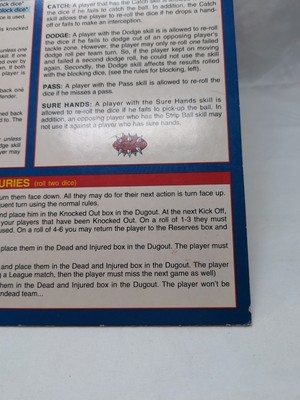 lock dice"
block dice"
is knocked
unless one
sult. If one
ce over by
wn. If both
player is
back one
fender.
hed back
d to. The
unless
dge skill
yer may
CATCH: A player that has the Catch skill is
the dice if he fails to catch the ball. In addition, the Catch
skill allows the player to re-roll the dice if he drops a hand-
off or fails to make an interception.
DODGE: A player with the Dodge skill is allowed to re-roll
the dice if he fails to dodge out of an opposing player's
tackle zone. However, the player may only re-roll one failed
dodge roll per team turn. So, if the player kept on moving
and failed a second dodge roll, he could not use the skill
again. Secondly, the Dodge skill affects the results rolled
with the blocking dice, (see the rules for blocking, left).
PASS: A player with the Pass skill is allowed to re-roll the
dice if he misses a pass.
SURE HANDS: A player with the Sure Hands skill is
allowed to re-roll the dice if he fails to pick-up the ball. In
addition, an opposing player who has the Strip Ball skill may
not use it against a player who has sure hands.
URIES (roll two dice)
urn them face down. All they may do for their next action is turn face up.
quent turn using the normal rules.
nd place him in the Knocked Out box in the Dugout. At the next Kick Off,
your players that have been Knocked Out. On a roll of 1-3 they must
used. On a roll of 4-6 you may return the player to the Reserves box and
place them in the Dead and Injured box in the Dugout. The player must
and place them in the Dead and Injured box in the Dugout. The player
g a League match, then the player must miss the next game as well)
hem in the Dead and Injured box in the Dugout. The player won't be
ndead team...